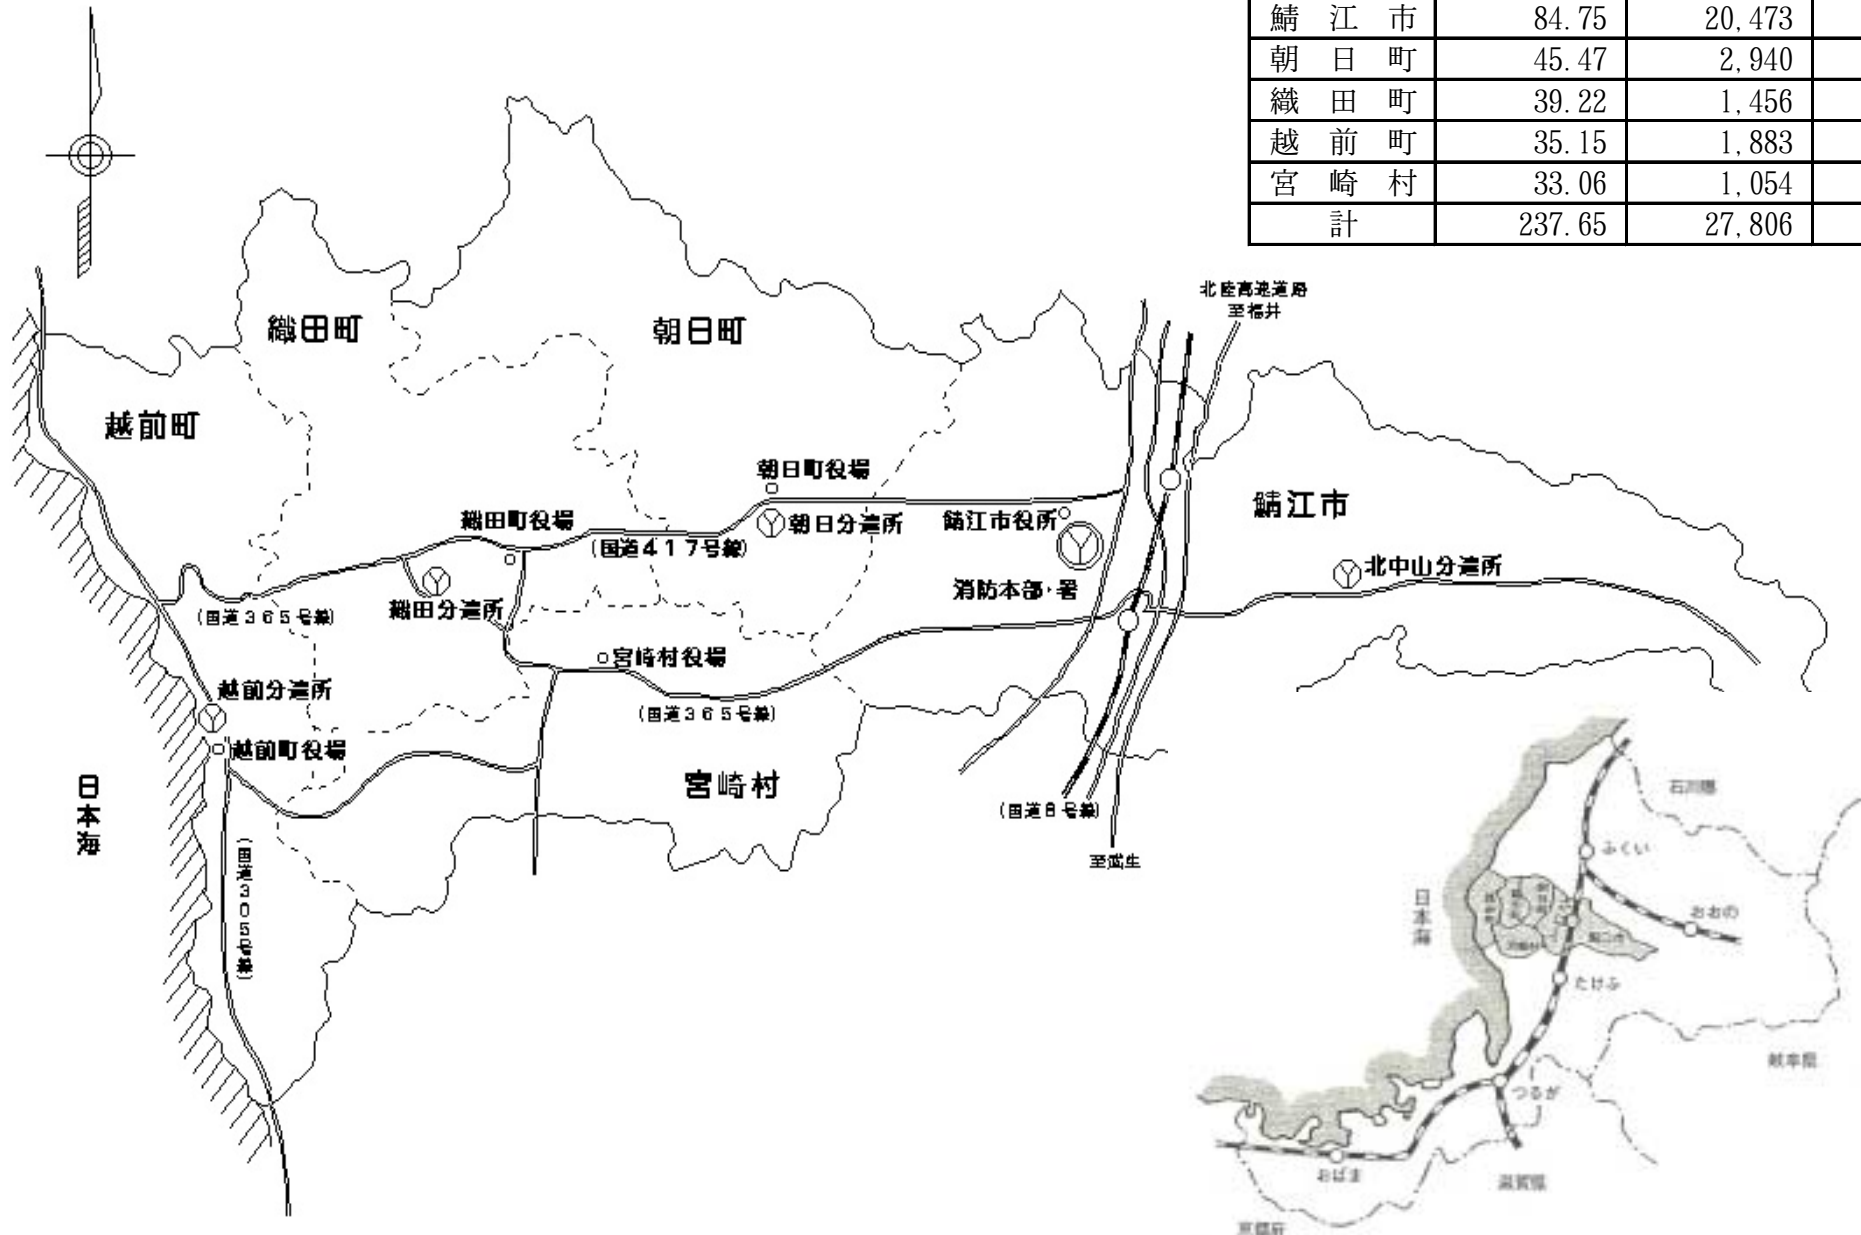 鯖江市 84.75 20,473
朝日町 45.47 2,940
織田町 39.22 1,456
越前町 35.15 1,883
宮崎村 33.06 1,054
計 237.65 27,806
北陸高速道路
至福井
織田町
朝日町
越前町
朝日町役場
鯖江市
織田町役場
朝日分遣所
鯖江市役所
(国道417号線)
北中山分遣所
織田分遣所
消防本部・署
(国道365号線)
宮崎村役場
越前分遣所
(国道365号線)
越前町役場
宮崎村
日本海
(国道8号線)
至武生
(国道305号線)
石川県
ふくい
日本海
おおの
たけふ
岐阜県
つるが
おばま
滋賀県
京都府